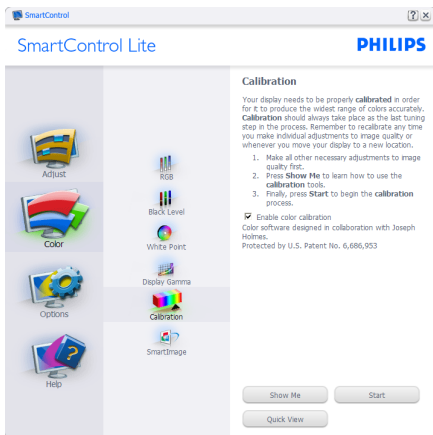 SmartControl
SmartControl Lite
PHILIPS
Adjust
Color
Options
Help
RGB
Black Level
White Point
Display Gamma
Calibration
SmartImage
Calibration
Your display needs to be properly calibrated in order
for it to produce the widest range of colors accurately.
Calibration should always take place as the last tuning
step in the process. Remember to recalibrate any time
you make individual adjustments to image quality or
whenever you move your display to a new location.
1. Make all other necessary adjustments to image
quality first.
2. Press Show Me to learn how to use the
calibration tools.
3. Finally, press Start to begin the calibration
process.
Enable color calibration
Color software designed in collaboration with Joseph
Holmes.
Protected by U.S. Patent No. 6,686,953
Show Me
Start
Quick View